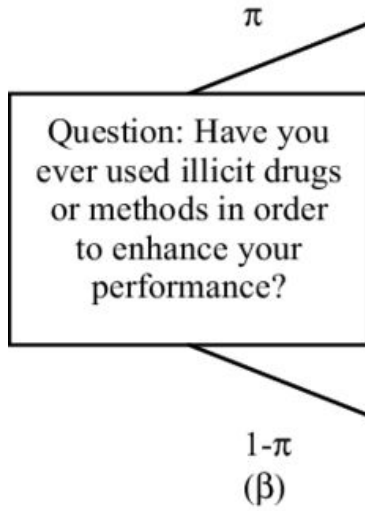 π
Question: Have you
ever used illicit drugs
or methods in order
to enhance your
performance?
1-π
(β)